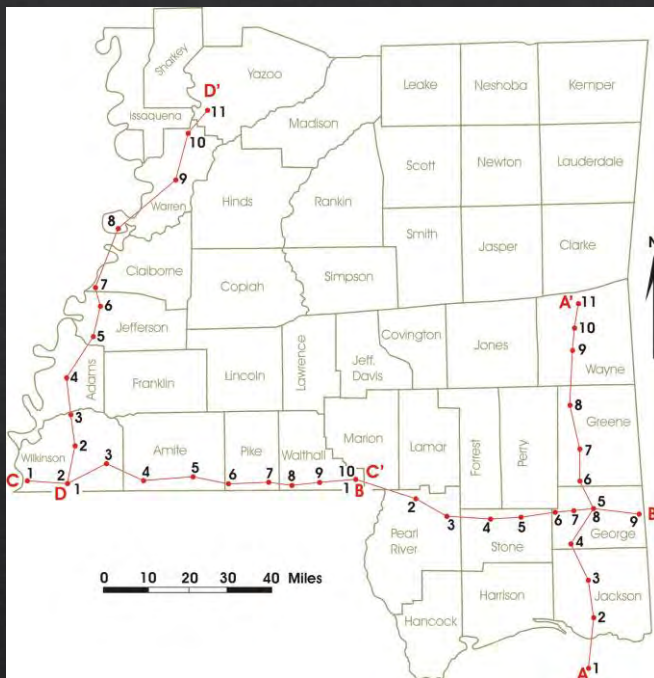 Sharkey
D'
Yazoo
Leake
Neshoba
Kemper
11
Issaquena
Madison
10
Scott
Newton
Lauderdale
9
Warren
Hinds
Rankin
8
Smith
Jasper
Clarke
N
Claiborne
Copiah
Simpson
7
A'
11
6
Jefferson
10
Covington
5
Jones
9
Adams
Lawrence
Jeff.
Davis
Wayne
4
Franklin
Lincoln
8
3
Marion
Lamar
Greene
Wilkinson
2
Amite
Pike
Walthall
Forrest
Perry
7
3
C
1
2
4
5
6
7
8
9
10
C'
6
D
1
1
B
2
5
3
4
5
6
7
8
9
B
Pearl
River
Stone
George
4
0
10
20
30
40
Miles
3
Harrison
Jackson
Hancock
2
A
1